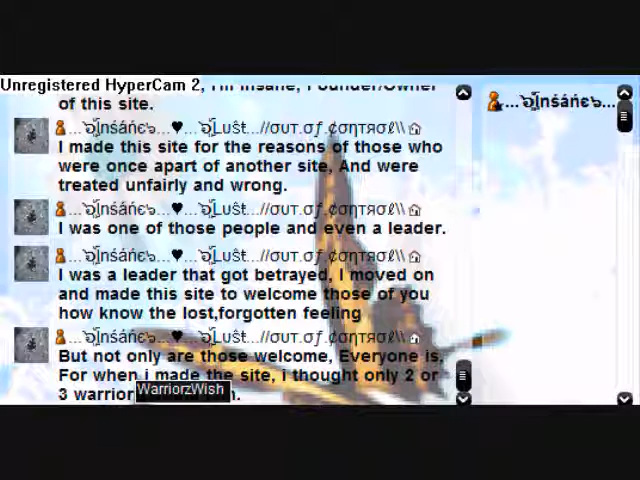 Unregistered HyperCam 2, I'm Insane, Founder/Owner
of this site.
I made this site for the reasons of those who
were once apart of another site, And were
treated unfairly and wrong.
I was one of those people and even a leader.
I was a leader that got betrayed, I moved on
and made this site to welcome those of you
how know the lost,forgotten feeling
But not only are those welcome, Everyone is,
For when i made the site, i thought only 2 or
3 warrior
WarriorzWish